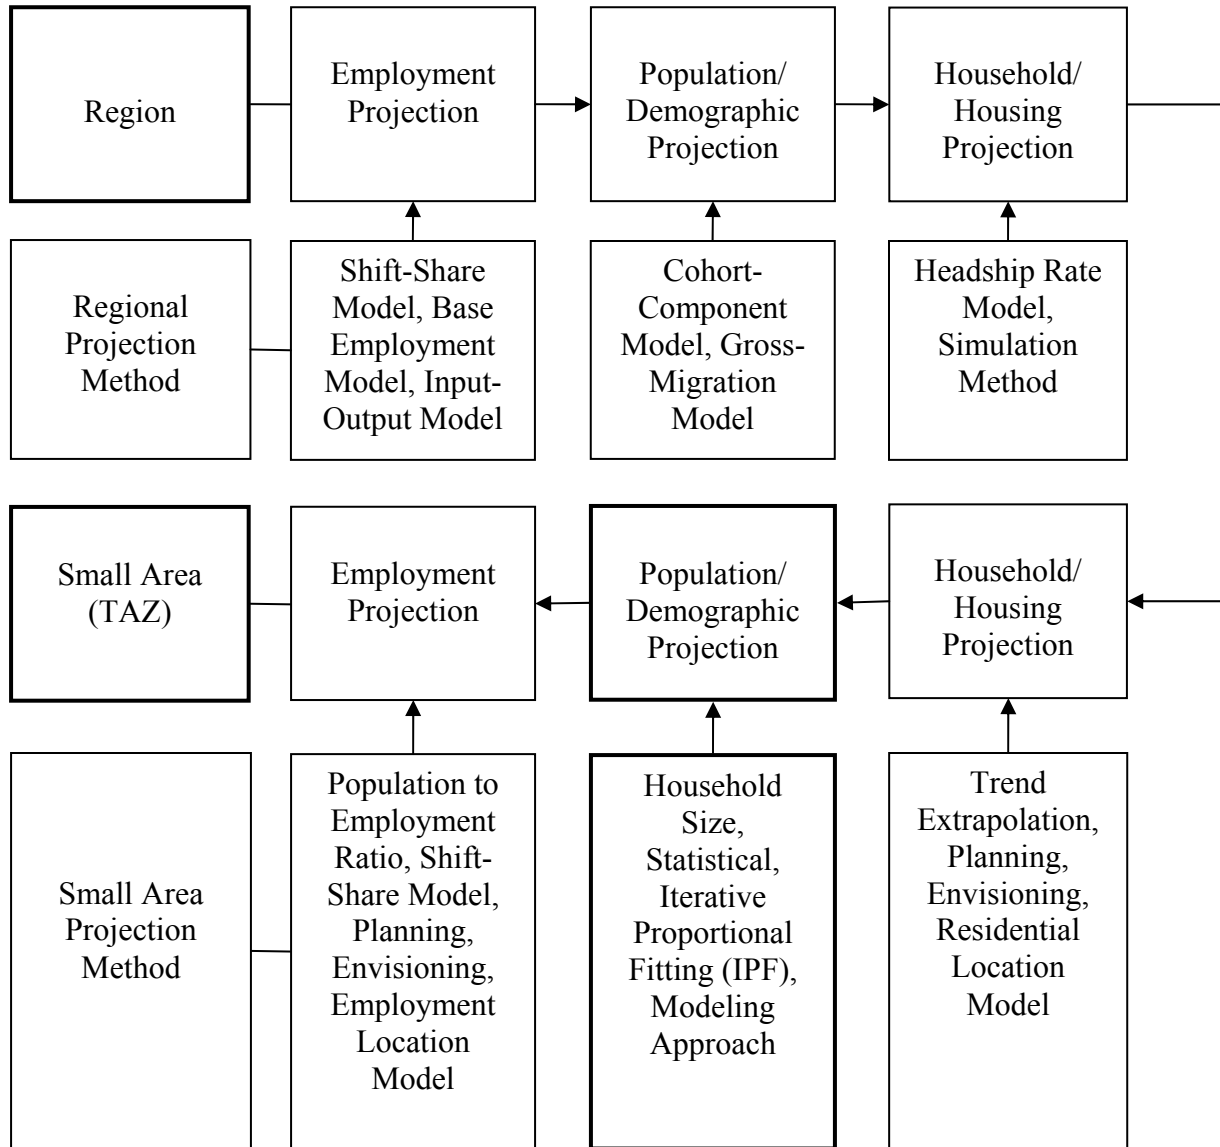 Region
Employment
Projection
Population/
Demographic
Projection
Household/
Housing
Projection
Regional
Projection
Method
Shift-Share
Model, Base
Employment
Model, Input-
Output Model
Cohort-
Component
Model, Gross-
Migration
Model
Headship Rate
Model,
Simulation
Method
Small Area
(TAZ)
Employment
Projection
Population/
Demographic
Projection
Household/
Housing
Projection
Small Area
Projection
Method
Population to
Employment
Ratio, Shift-
Share Model,
Planning,
Envisioning,
Employment
Location
Model
Household
Size,
Statistical,
Iterative
Proportional
Fitting (IPF),
Modeling
Approach
Trend
Extrapolation,
Planning,
Envisioning,
Residential
Location
Model